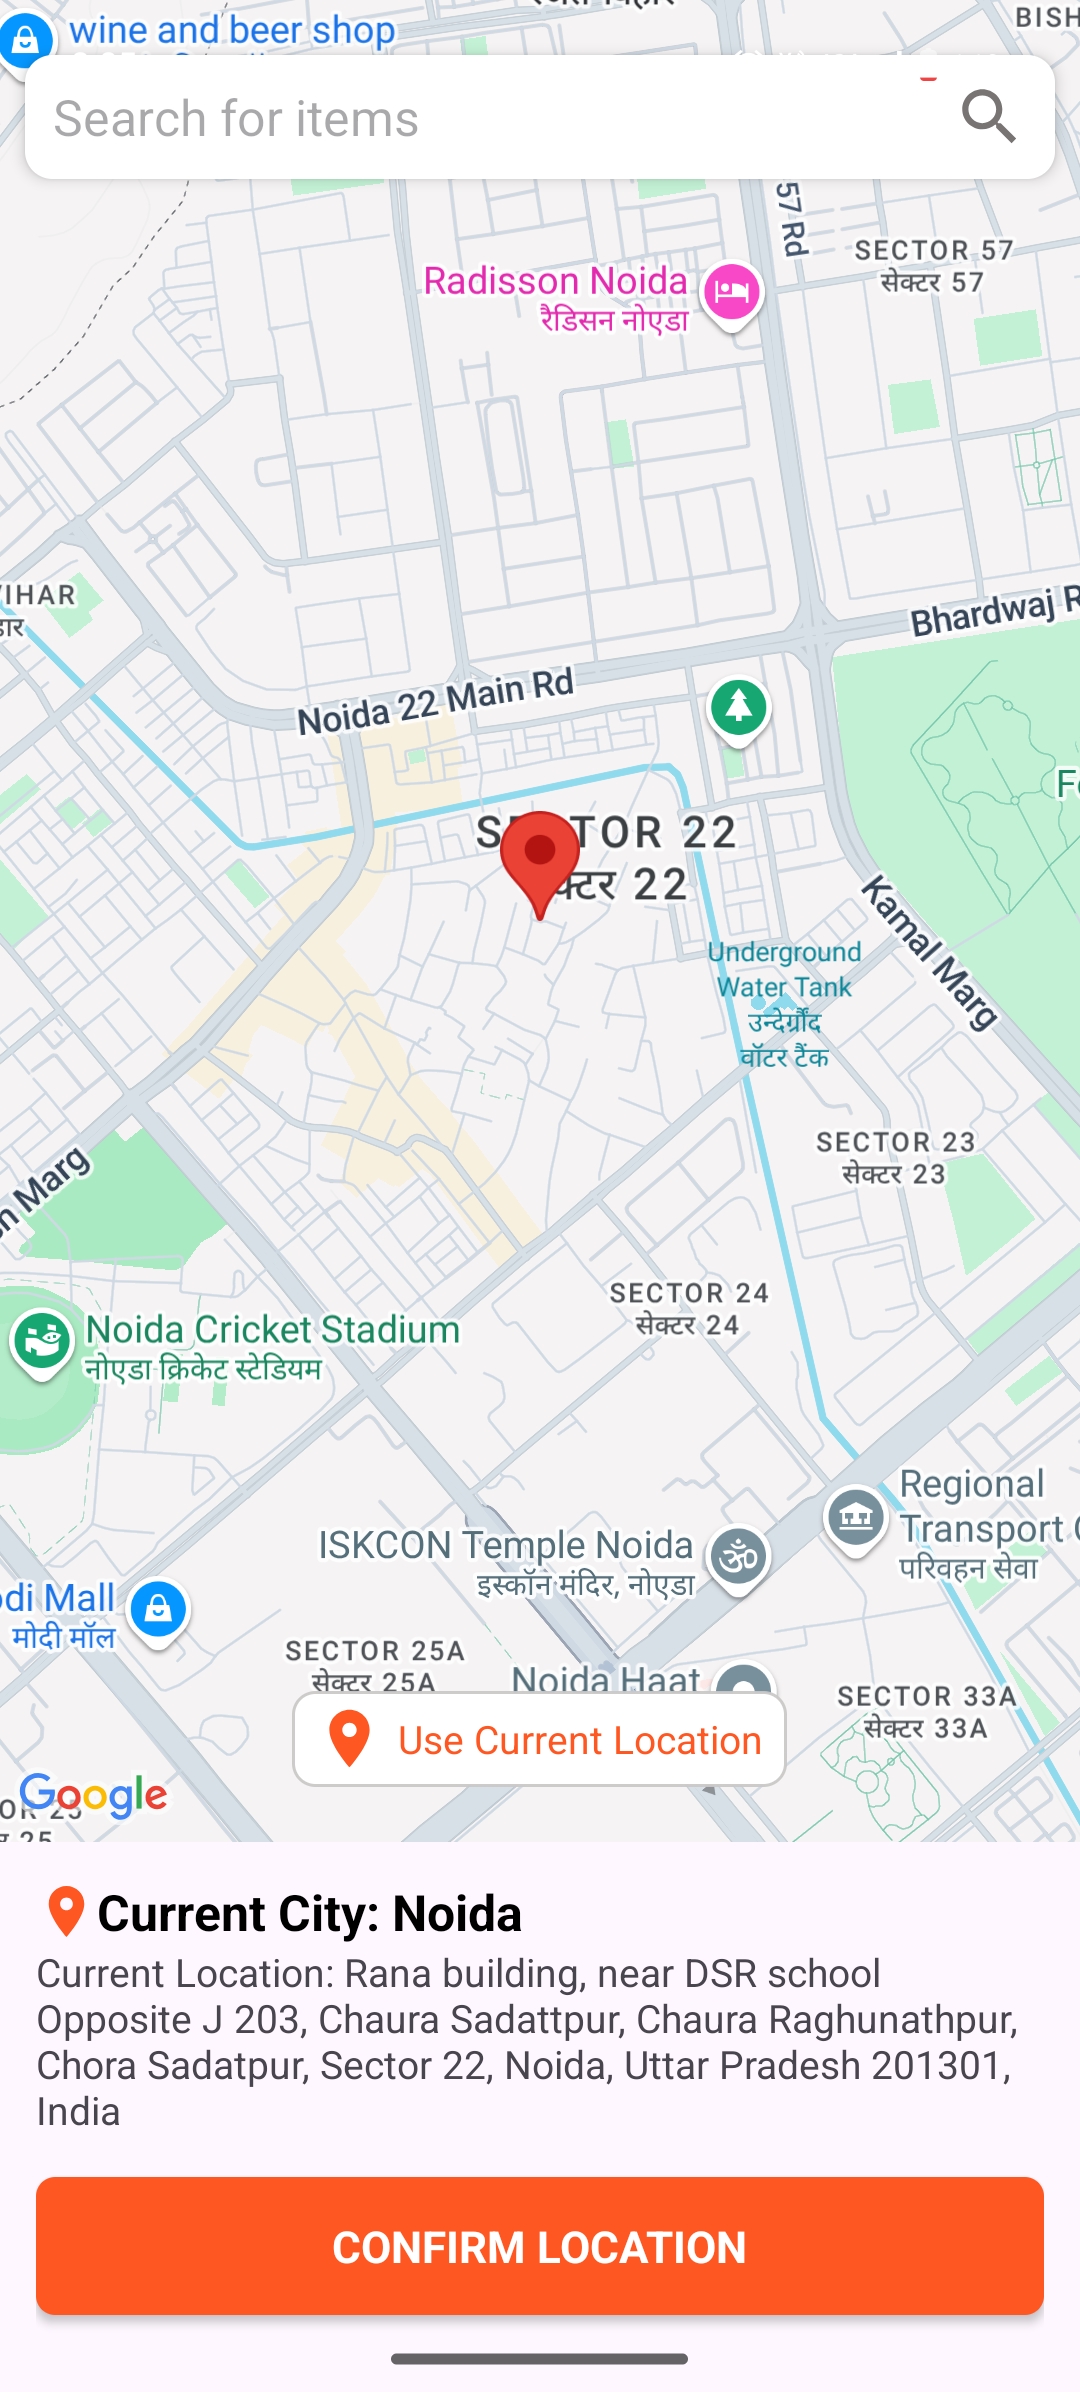 BISH
wine and beer shop
Search for items
57 Rd
SECTOR 57
सेक्टर 57
Radisson Noida
रैडिसन नोएडा
VIHAR
Bhardwaj R
Noida 22 Main Rd
SECTOR 22
सेक्टर 22
Kamal Marg
Underground
Water Tank
उन्देर्ग्रौंद
वॉटर टैंक
SECTOR 23
सेक्टर 23
Marg
SECTOR 24
सेक्टर 24
Noida Cricket Stadium
नोएडा क्रिकेट स्टेडियम
Regional
Transport
परिवहन सेवा
ISKCON Temple Noida
इस्कॉन मंदिर, नोएडा
di Mall
मोदी मॉल
SECTOR 25A
सेक्टर 25A
Noida Haat
SECTOR 33A
सेक्टर 33A
Use Current Location
Google
OR 25
25
Current City: Noida
Current Location: Rana building, near DSR school
Opposite J 203, Chaura Sadattpur, Chaura Raghunathpur,
Chora Sadatpur, Sector 22, Noida, Uttar Pradesh 201301,
India
CONFIRM LOCATION